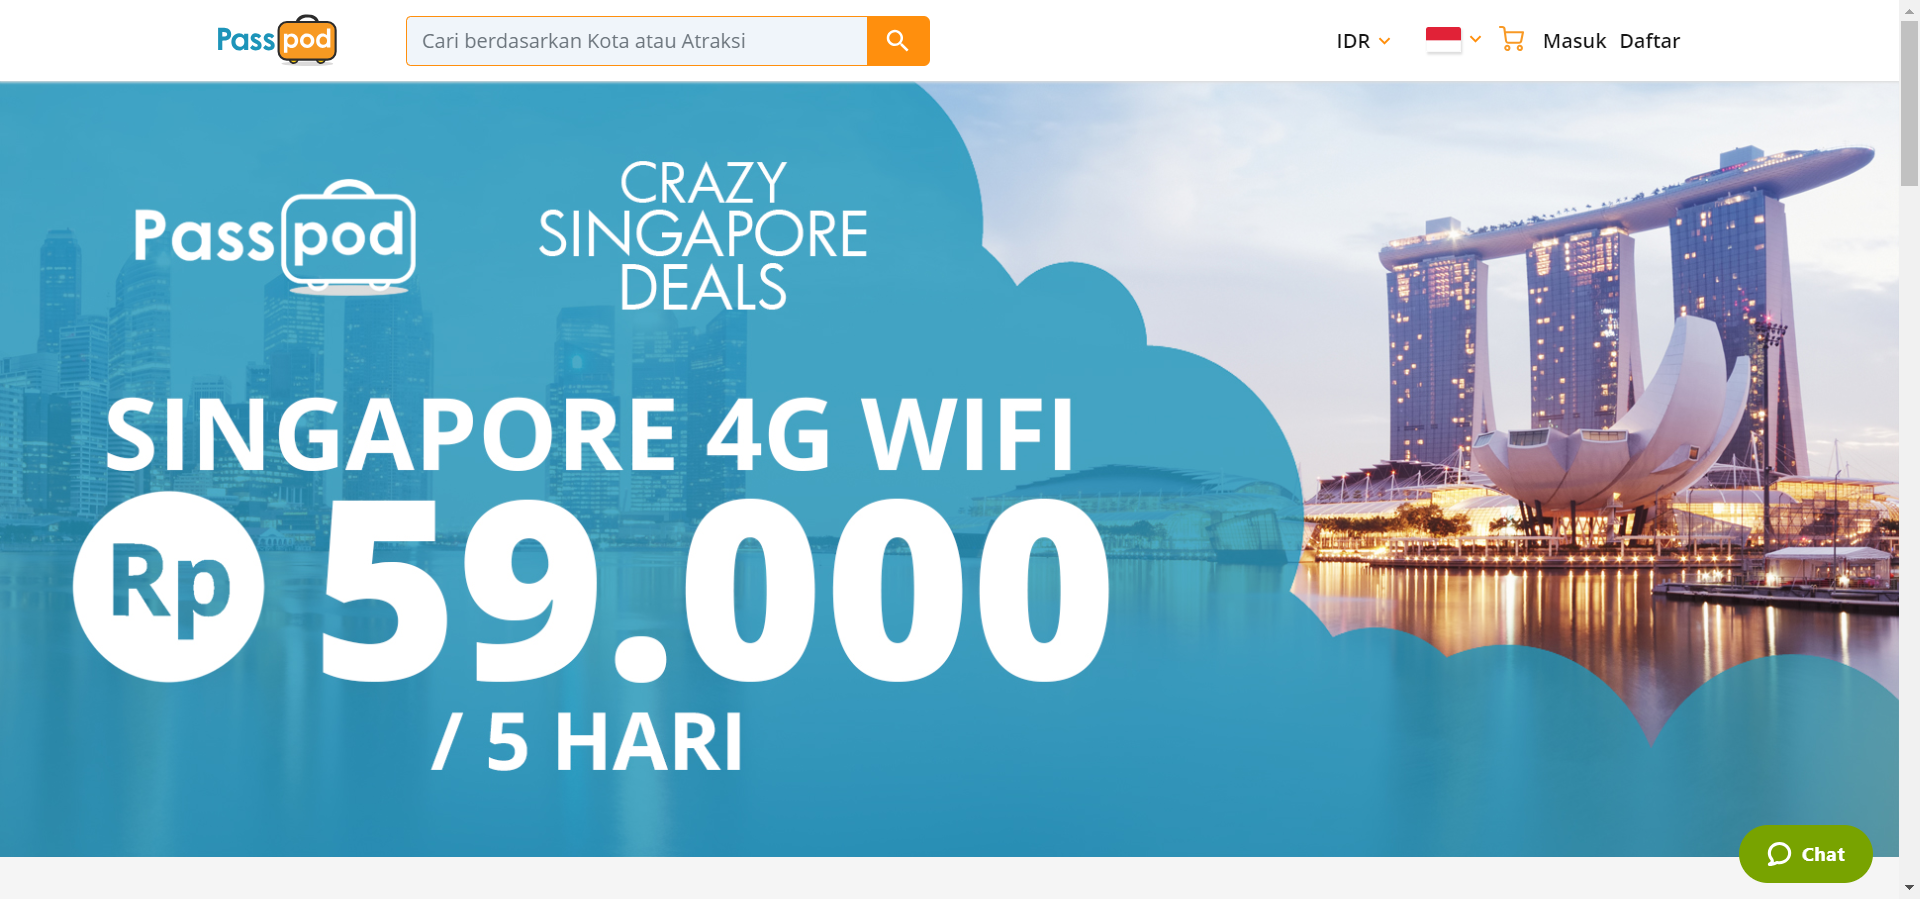 Passpod
Cari berdasarkan Kota atau Atraksi
IDR
Masuk Daftar
Passpod
CRAZY
SINGAPORE
DEALS
SINGAPORE 4G WIFI
Rp 59.000
/ 5 HARI
Chat